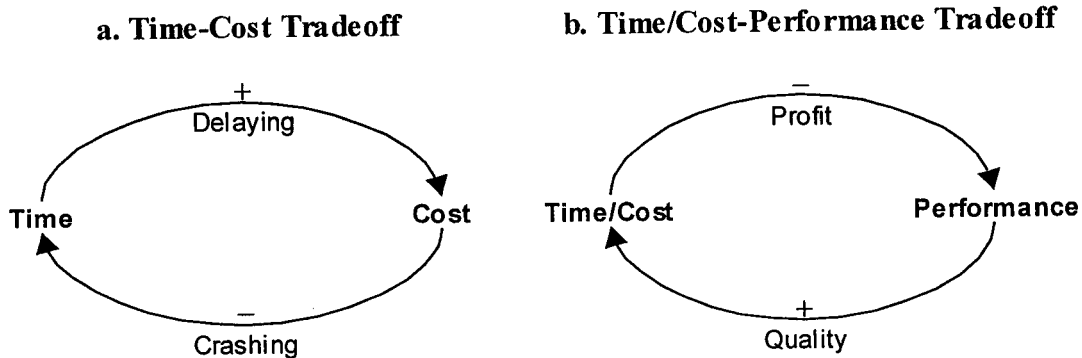 a. Time-Cost Tradeoff
+
Delaying
Time
Cost
−
Crashing
b. Time/Cost-Performance Tradeoff
−
Profit
Time/Cost
Performance
+
Quality